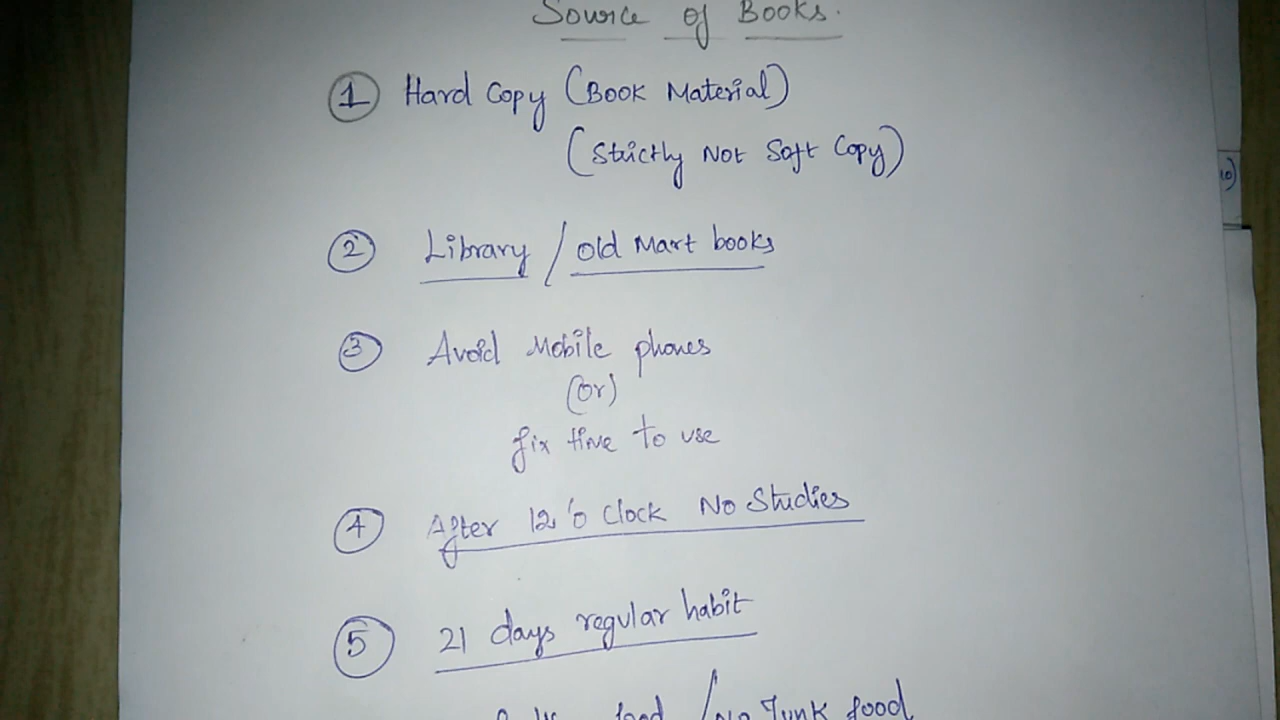 Source of Books.
1 Hard Copy (Book Material)
(Strictly Not Soft Copy)
2 Library / old Mart books
3 Avoid Mobile phones
(or)
fix time to use
4 After 12'o Clock No Studies
5 21 days regular habit
food / No Junk food
10)